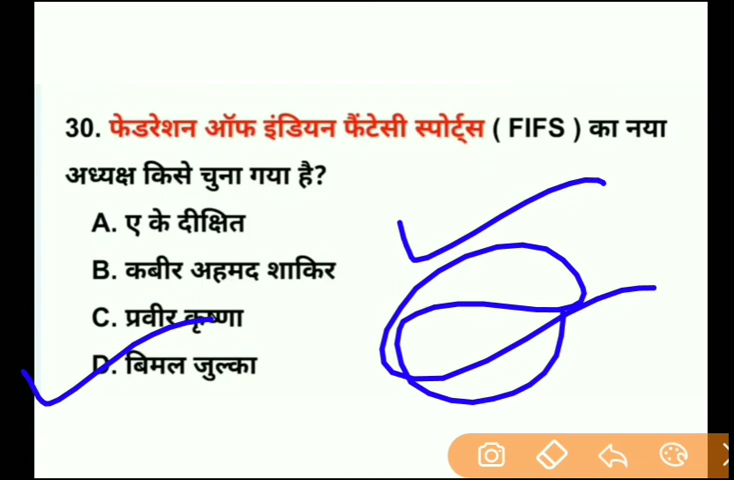 30. फेडरेशन ऑफ इंडियन फैंटेसी स्पोर्ट्स ( FIFS ) का नया
अध्यक्ष किसे चुना गया है?
A. ए के दीक्षित
B. कबीर अहमद शाकिर
C. प्रवीर कृष्णा
D. बिमल जुल्का